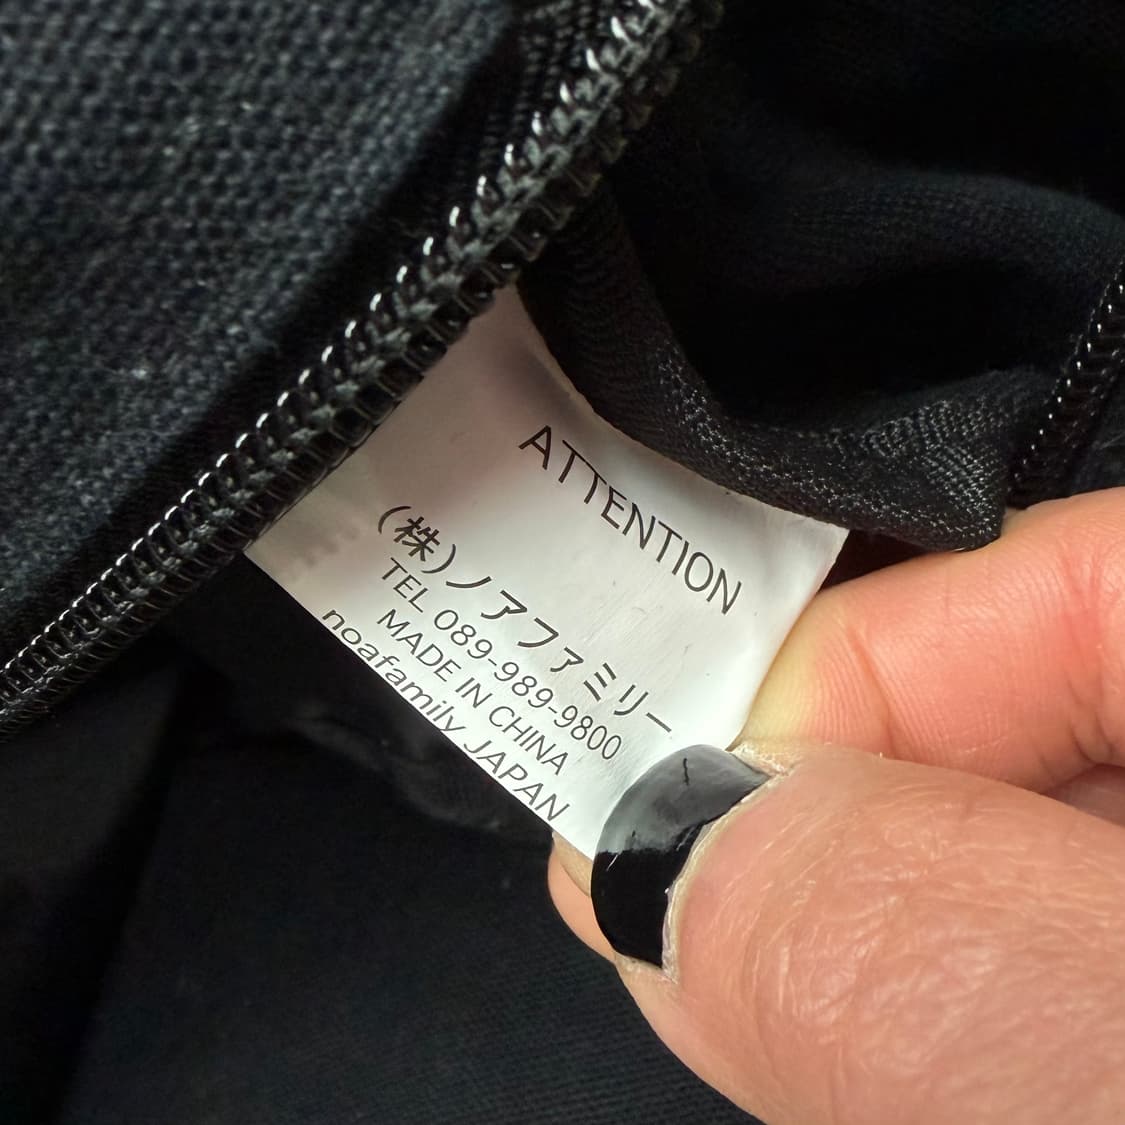 ATTENTION
(株)ノアファミリー
TEL 089-989-9800
MADE IN CHINA
noafamily JAPAN